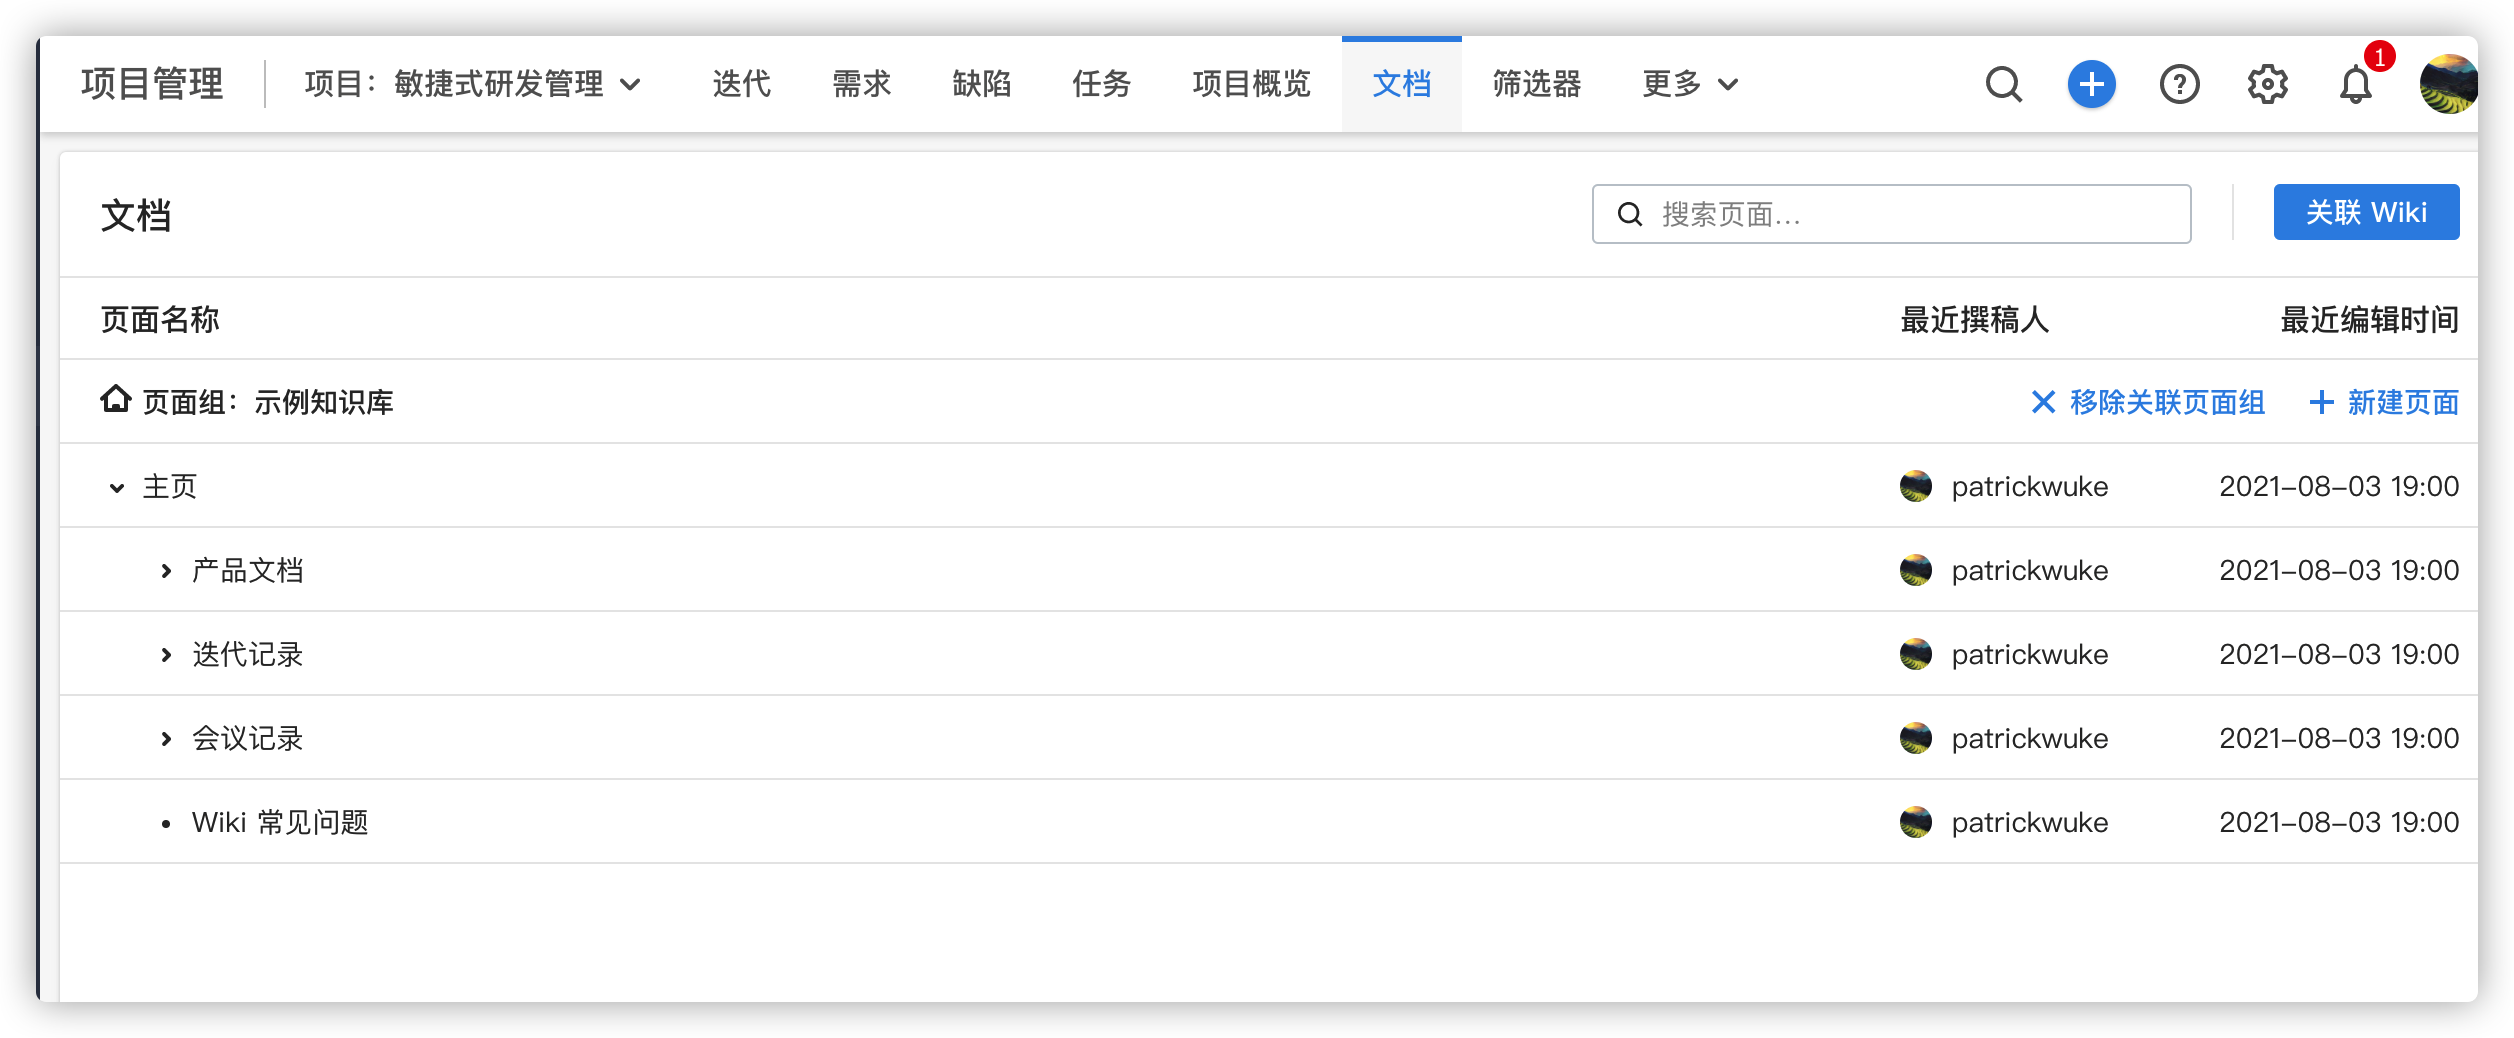 项目管理 项目：敏捷式研发管理 迭代 需求 缺陷 任务 项目概览 文档 筛选器 更多 1
文档 搜索页面... 关联 Wiki
页面名称 最近撰稿人 最近编辑时间
页面组：示例知识库 移除关联页面组 新建页面
主页 patrickwuke 2021-08-03 19:00
产品文档 patrickwuke 2021-08-03 19:00
迭代记录 patrickwuke 2021-08-03 19:00
会议记录 patrickwuke 2021-08-03 19:00
Wiki 常见问题 patrickwuke 2021-08-03 19:00